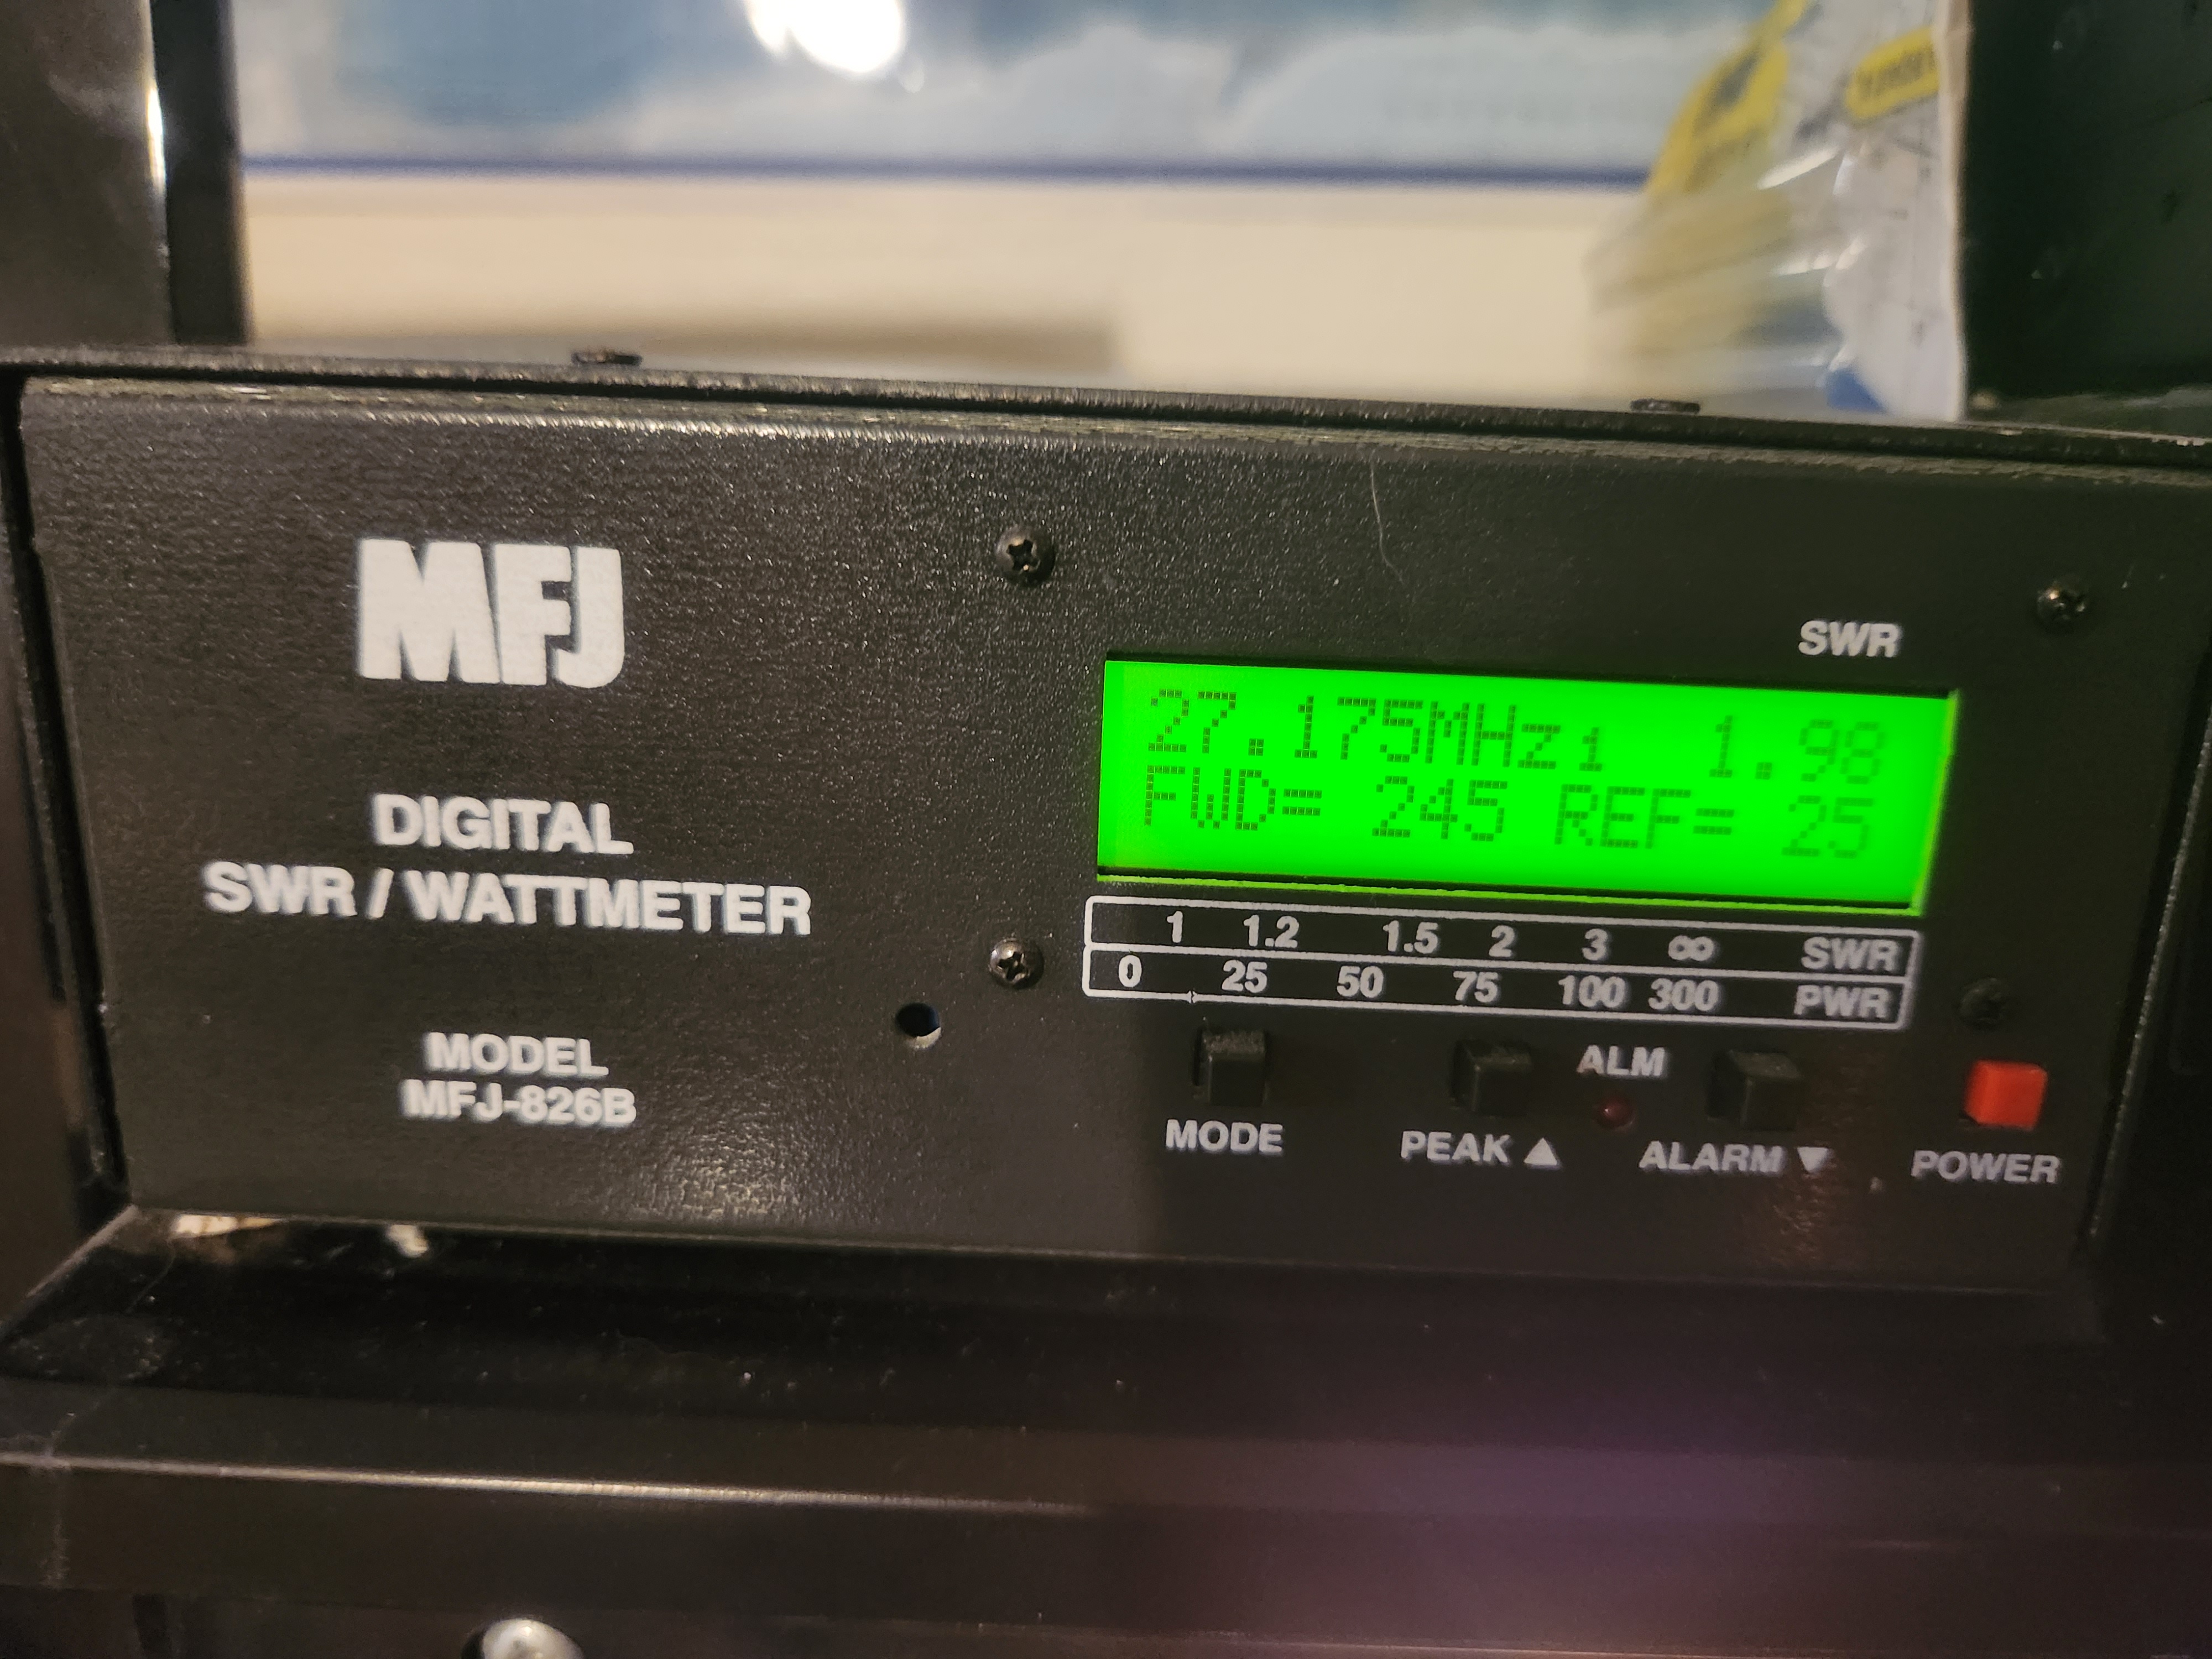 MFJ
DIGITAL
SWR / WATTMETER
MODEL
MFJ-826B
SWR
27.175MHz 1.98
FWD= 245 REF= 25
1 1.2 1.5 2 3 ∞ SWR
0 25 50 75 100 300 PWR
ALM
MODE PEAK ▲ ALARM ▼ POWER